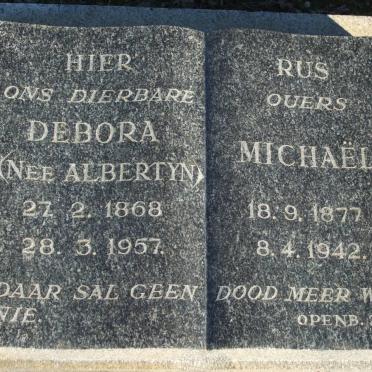 HIER RUS
ONS DIERBARE OUERS
DEBORA
(NEE ALBERTŸN)
27. 2. 1868
28. 3. 1957.
MICHAËL
18. 9. 1877
8. 4. 1942.
DAAR SAL GEEN DOOD MEER W
NIE
OPENB.